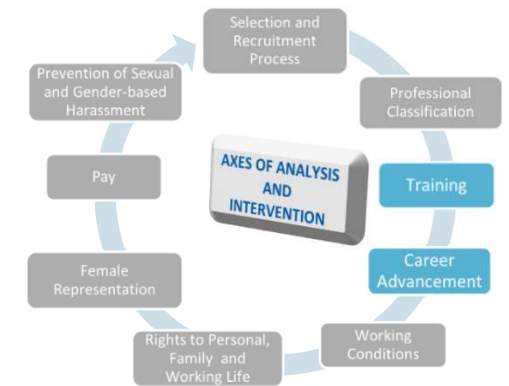 Selection and
Recruitment
Process
Professional
Classification
Training
Career
Advancement
Working
Conditions
Rights to Personal,
Family and
Working Life
Female
Representation
Pay
Prevention of Sexual
and Gender-based
Harassment
AXES OF ANALYSIS
AND
INTERVENTION